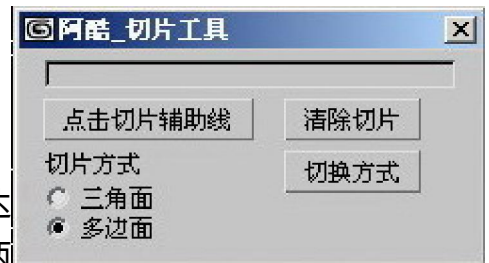 阿酷_切片工具
点击切片辅助线 清除切片
切片方式 切换方式
三角面
多边面